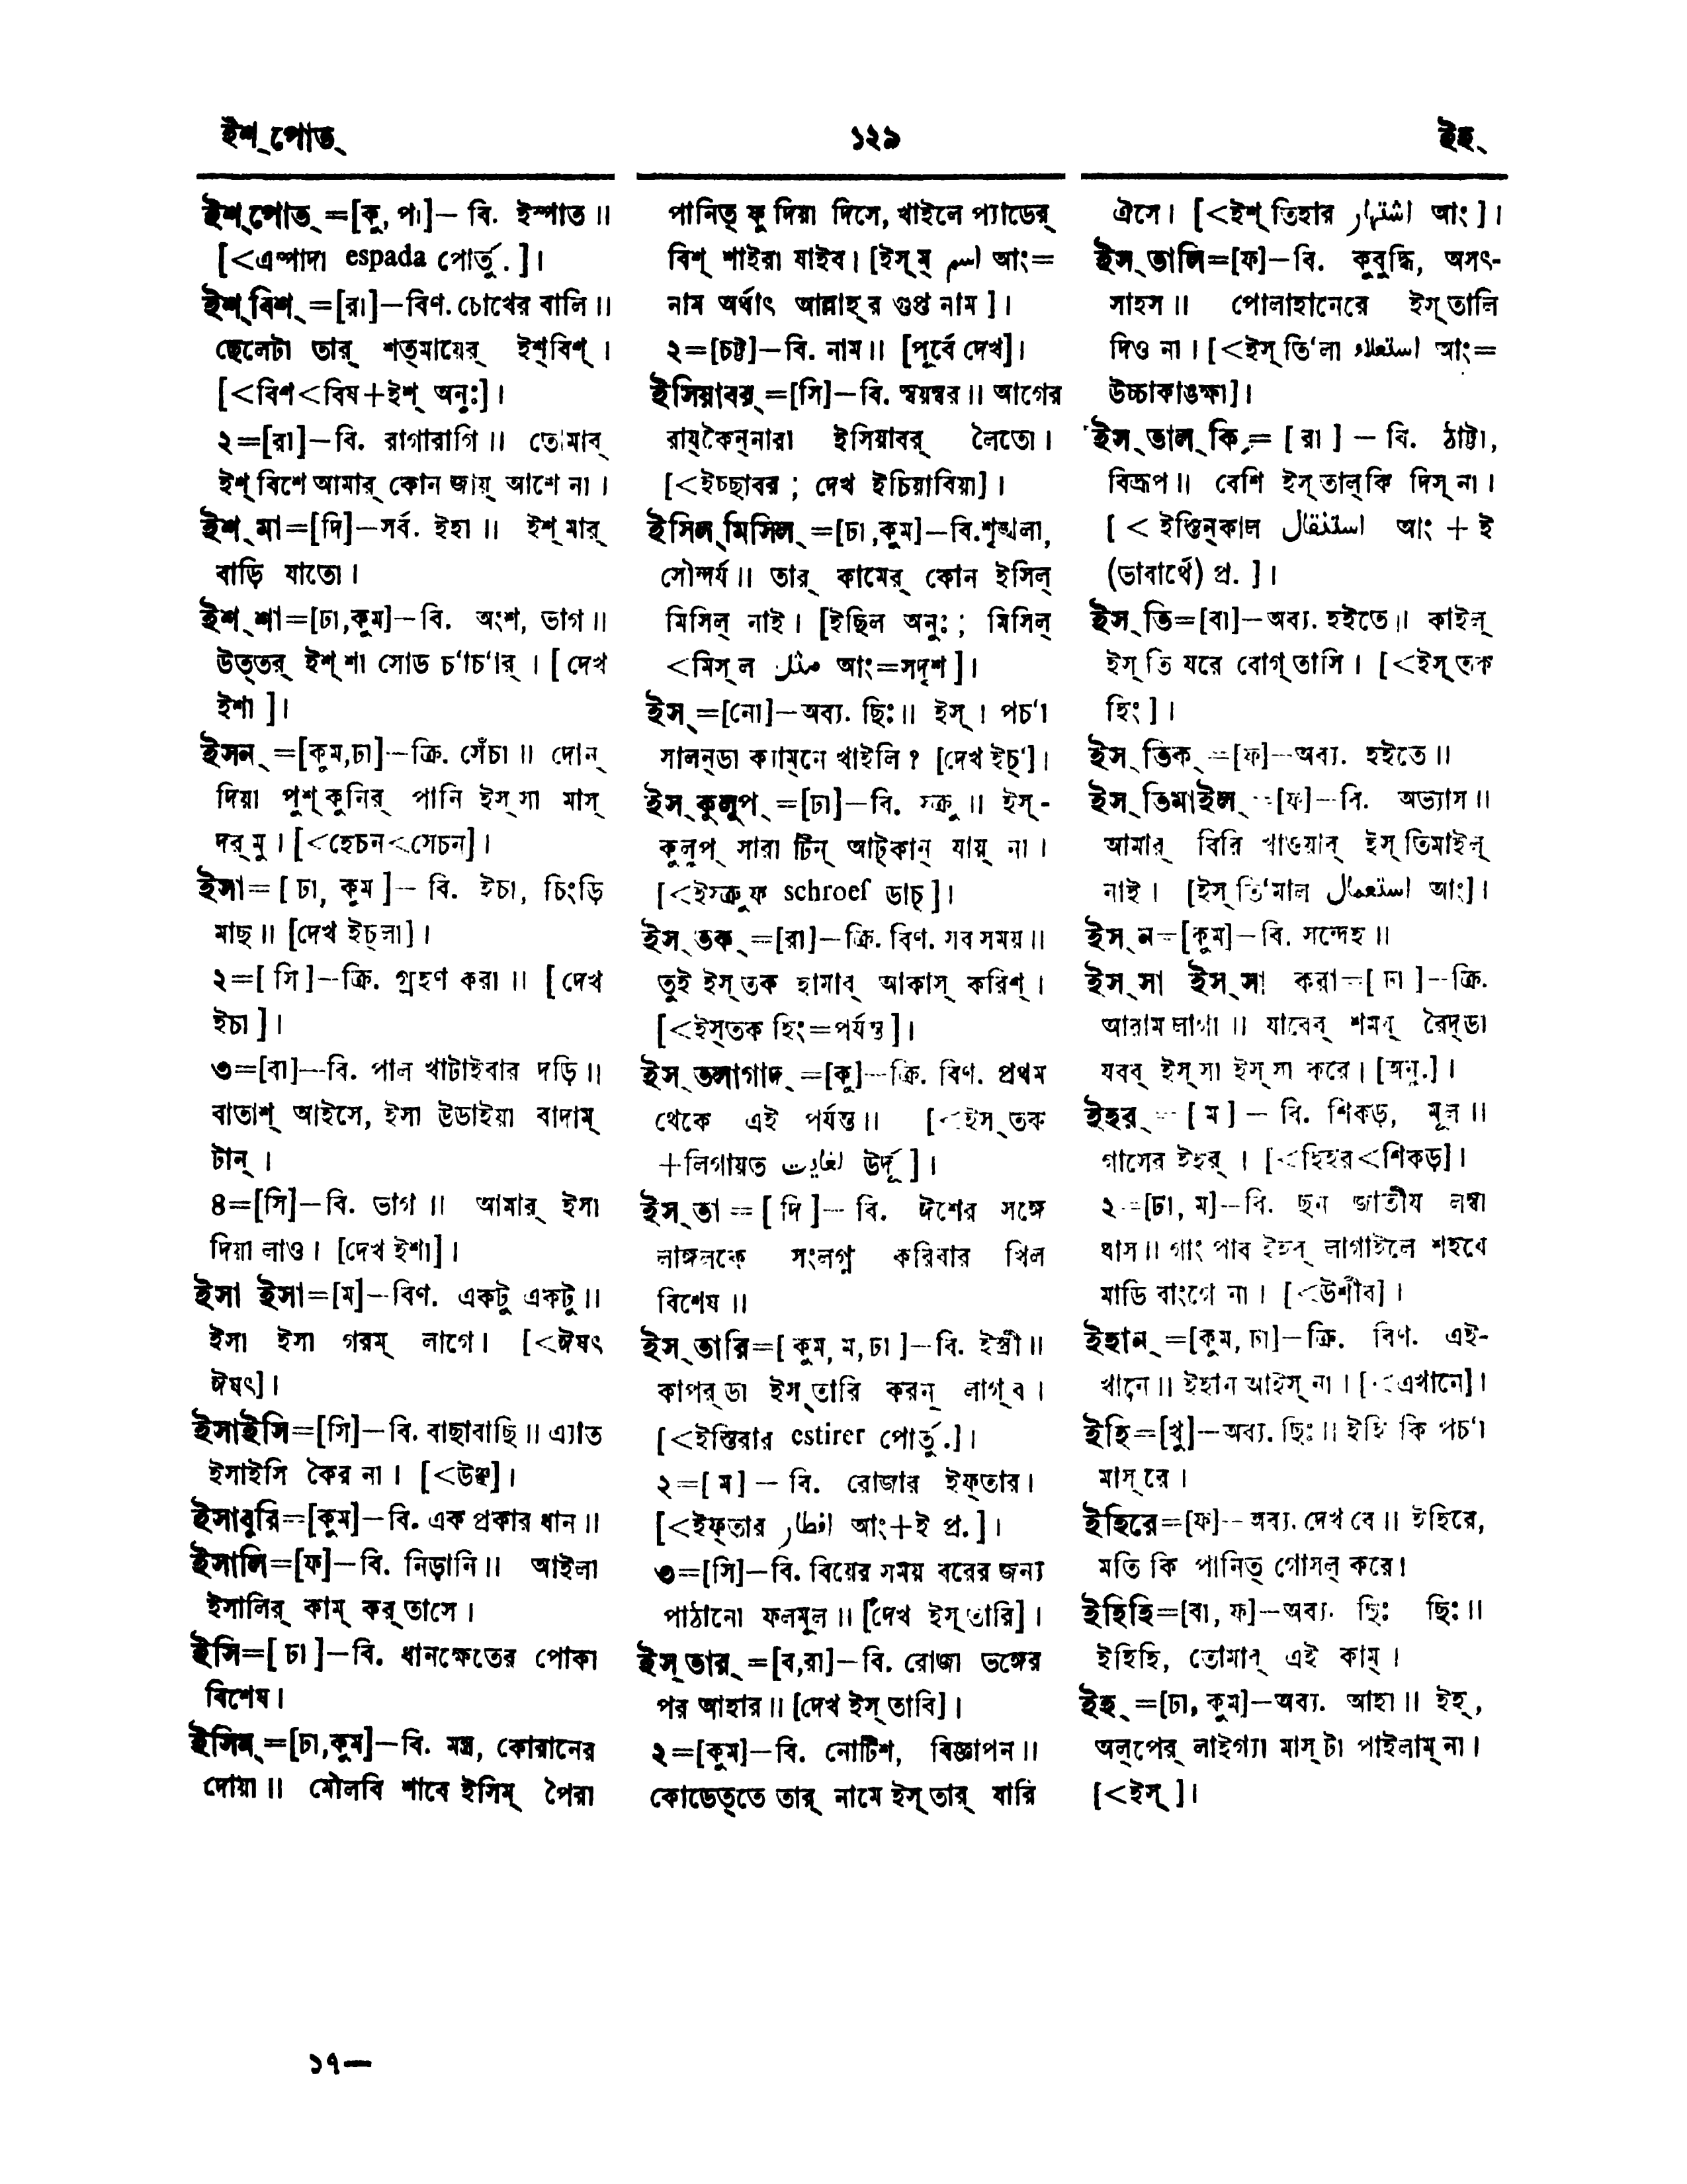 ইশ্‌পোত্‌
১২৯
ইহ্‌
ইশ্‌পোত্‌=[কু, পা]— বি. ইস্পাত॥
[<এস্পাদা espada পোর্তু.]।
ইশ্‌বিশ্‌=[রা]—বিণ. চোখের বালি॥
ছেলেটা তার্‌ শত্‌মায়ের্‌ ইশ্‌বিশ্‌।
[<বিশ<বিষ+ইশ্‌ অনু:]।
২=[রা]—বি. রাগারাগি॥ তোমাব্‌
ইশ্‌বিশে আমার্‌ কোন জায়্‌ আশে না।
ইশ্‌মা=[দি]—সর্ব. ইহা॥ ইশ্‌মার্‌
বাড়ি যাতো।
ইশ্‌শা=[ঢা,কুম]—বি. অংশ, ভাগ॥
উত্‌তর্‌ ইশ্‌শা সোড চ'াচ'ার্‌। [দেখ
ইশা]।
ইসন্‌=[কুম,ঢা]—ক্রি. সেঁচা॥ দোন্‌
দিয়া পুশ্‌কুনির্‌ পানি ইস্‌সা মাস্‌
দর্‌মু। [<হেচন<সেচন]।
ইসা=[ঢা, কুম]— বি. ইচা, চিংড়ি
মাছ॥ [দেখ ইচ্‌লা]।
২=[সি]—ক্রি. গ্রহণ করা॥ [দেখ
ইচা]।
৩=[বা]—বি. পাল খাটাইবার দড়ি॥
বাতাশ্‌ আইসে, ইসা উডাইয়া বাদাম্‌
টান্‌।
৪=[সি]—বি. ভাগ॥ আমার্‌ ইসা
দিয়া লাও। [দেখ ইশা]।
ইসা ইসা=[ম]—বিণ. একটু একটু॥
ইসা ইসা গরম্‌ লাগে। [<ঈষৎ
ঈষৎ]।
ইসাইসি=[সি]—বি. বাছাবাছি॥ এ্যাত
ইসাইসি কৈর না। [<উঞ্ছ]।
ইসাবুরি=[কুম]—বি. এক প্রকার ধান॥
ইসালি=[ফ]—বি. নিড়ানি॥ আইলা
ইসালির্‌ কাম্‌ কর্‌তাসে।
ইসি=[ঢা]—বি. ধানক্ষেতের পোকা
বিশেষ।
ইসিম্‌=[ঢা,কুম]—বি. মন্ত্র, কোরানের
দোয়া॥ মৌলবি শাবে ইসিম্‌ পৈরা
পানিত্‌ ফু দিয়া দিসে, খাইলে প্যাডের্‌
বিশ্‌ শাইরা যাইব। [ইস্‌ম্‌ اسم আং=
নাম অর্থাৎ আল্লাহ্‌র গুপ্ত নাম]।
২=[চট্ট]—বি. নাম॥ [পূর্বে দেখ]।
ইসিয়াবর্‌=[সি]—বি. স্বয়ম্বর॥ আগের
রায়্‌কৈন্‌নারা ইসিয়াবর্‌ লৈতো।
[<ইচছাবর; দেখ ইচিয়াবিয়া]।
ইসিল্‌মিসিল্‌=[ঢা,কুম]—বি.শৃঙ্খলা,
সৌন্দর্য॥ তার্‌ কামের্‌ কোন ইসিল্‌
মিসিল্‌ নাই। [ইছিল অনু:; মিসিল্‌
<মিস্‌ল مثل আং=সদৃশ]।
ইস্‌=[নো]—অব্য. ছিঃ॥ ইস্‌। পচ'া
সালন্‌ডা ক্যাম্‌নে খাইলি? [দেখ ইচ্‌']।
ইস্‌কুলুপ্‌=[ঢা]—বি. স্ক্রু॥ ইস্‌-
কুলুপ্‌ সারা টিন্‌ আট্‌কান্‌ যায়্‌ না।
[<ইস্ক্রুফ schroef ডাচ্‌]।
ইস্‌তক্‌=[রা]—ক্রি. বিণ. সব সময়॥
তুই ইস্‌তক হামাব্‌ আকাস্‌ করিশ্‌।
[<ইস্‌তক হিং=পর্যন্ত]।
ইস্‌তলাগাদ্‌=[কু]—ক্রি. বিণ. প্রথম
থেকে এই পর্যন্ত॥ [<ইস্‌তক
+লিগায়ত لغایت উর্দূ]।
ইস্‌তা=[দি]— বি. ঈশের সঙ্গে
লাঙ্গলকে সংলগ্ন করিবার খিল
বিশেষ॥
ইস্‌তারি=[কুম, ম, ঢা]—বি. ইস্ত্রী॥
কাপর্‌ডা ইস্‌তারি করন্‌ লাগ্‌ব।
[<ইস্তিবার estirer পোর্তু.]।
২=[ম]— বি. রোজার ইফ্‌তার।
[<ইফ্‌তার افطار আং+ই প্র.]।
৩=[সি]—বি. বিয়ের সময় বরের জন্য
পাঠানো ফলমূল॥ [দেখ ইস্‌তারি]।
ইস্‌তার্‌=[ব,রা]—বি. রোজা ভঙ্গের
পর আহার॥ [দেখ ইস্‌তাবি]।
২=[কুম]—বি. নোটিশ, বিজ্ঞাপন॥
কোডেত্‌তে তার্‌ নামে ইস্‌তার্‌ যারি
ঐসে। [<ইশ্‌তিহার اشتہار আং]।
ইস্‌তালি=[ফ]—বি. কুবুদ্ধি, অসৎ-
সাহস॥ পোলাহানেরে ইস্‌তালি
দিও না। [<ইস্‌তি'লা استعلاء আং=
উচ্চাকাঙক্ষা]।
ইস্‌তাল্‌কি=[রা]— বি. ঠাট্টা,
বিদ্রূপ॥ বেশি ইস্‌তাল্‌কি দিস্‌ না।
[<ইস্তিন্‌কাল استنقال আং+ই
(ভাবার্থে) প্র.]।
ইস্‌তি=[বা]—অব্য. হইতে॥ কাইল্‌
ইস্‌তি যরে বোগ্‌তাসি। [<ইস্‌তক
হিং]।
ইস্‌তিক্‌=[ফ]—অব্য. হইতে॥
ইস্‌তিমাইল্‌=[ফ]—বি. অভ্যাস॥
আমার্‌ বিরি খাওয়াব্‌ ইস্‌তিমাইল্‌
নাই। [ইস্‌তি'মাল استعمال আং]।
ইস্‌ন=[কুম]—বি. সন্দেহ॥
ইস্‌সা ইস্‌সা করা=[ঢা]—ক্রি.
আরাম লাগা॥ যাবেব্‌ শমব্‌ রৈদ্‌ডা
যবব্‌ ইস্‌সা ইস্‌সা করে। [অনু.]।
ইহর্‌=[ম]— বি. শিকড়, মূল॥
গাসের ইহর্‌। [<হিহর<শিকড়]।
২=[ঢা, ম]—বি. ছন জাতীয় লম্বা
ঘাস॥ গাং পাব ইহব্‌ লাগাইলে শহযে
মাডি বাংগে না। [<উশীব]।
ইহান্‌=[কুম, ঢা]—ক্রি. বিণ. এই-
খানে॥ ইহান আইস্‌ না। [<এখানে]।
ইহি=[খু]—অব্য. ছিঃ॥ ইহি কি পচ'া
মাস্‌রে।
ইহিরে=[ফ]—অব্য. দেখ বে॥ ইহিরে,
মতি কি পানিত্‌ গোসল্‌ করে।
ইহিহি=[বা, ফ]—অব্য. ছিঃ ছিঃ॥
ইহিহি, তোমাব্‌ এই কাম্‌।
ইহ্‌=[ঢা, কুম]—অব্য. আহা॥ ইহ্‌,
অল্‌পের্‌ লাইগ্যা মাস্‌টা পাইলাম্‌ না।
[<ইস্‌]।
১৭—